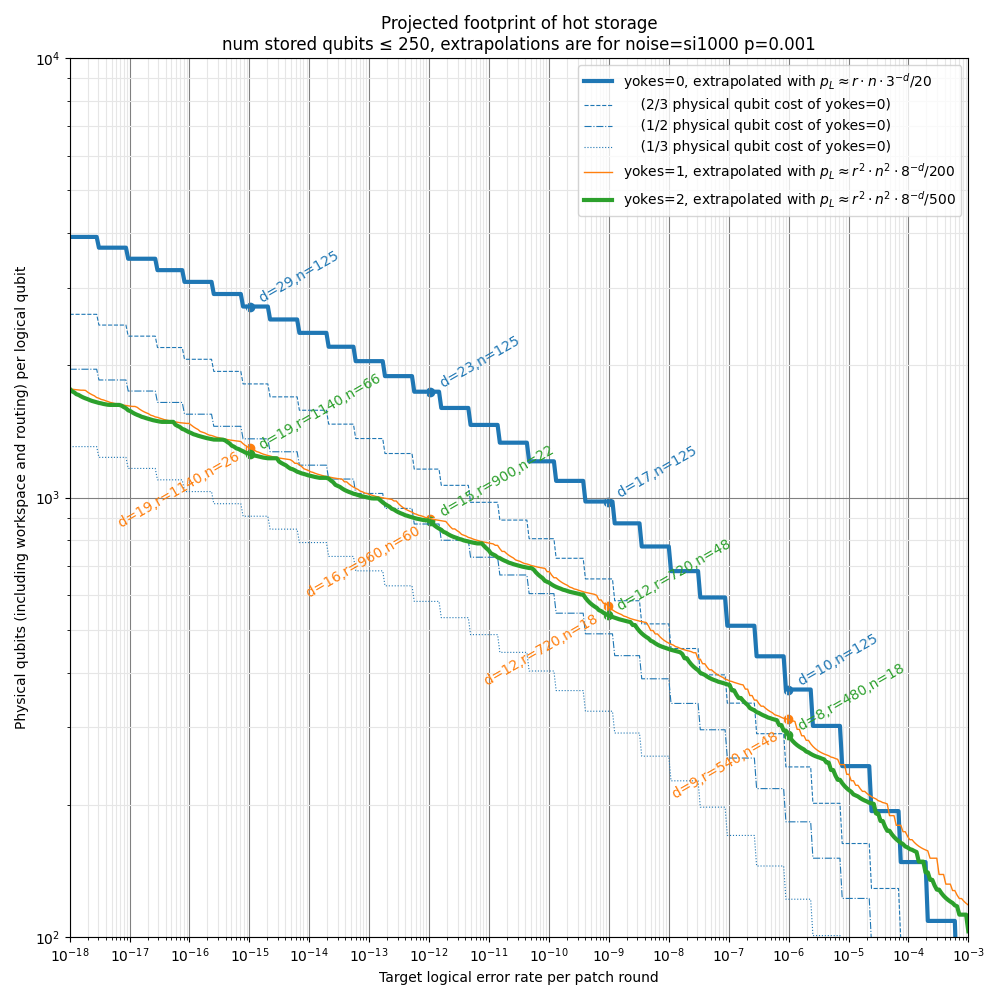 Projected footprint of hot storage
num stored qubits ≤ 250, extrapolations are for noise=si1000 p=0.001
yokes=0, extrapolated with p_L ≈ r · n · 3^{-d}/20
(2/3 physical qubit cost of yokes=0)
(1/2 physical qubit cost of yokes=0)
(1/3 physical qubit cost of yokes=0)
yokes=1, extrapolated with p_L ≈ r^2 · n^2 · 8^{-d}/200
yokes=2, extrapolated with p_L ≈ r^2 · n^2 · 8^{-d}/500
Physical qubits (including workspace and routing) per logical qubit
10^4
10^3
10^2
d=29,n=125
d=23,n=125
d=17,n=125
d=10,n=125
d=19,r=1140,n=66
d=15,r=900,n=22
d=12,r=720,n=48
d=8,r=480,n=18
d=19,r=1140,n=26
d=16,r=960,n=60
d=12,r=720,n=18
d=9,r=540,n=48
10^{-18} 10^{-17} 10^{-16} 10^{-15} 10^{-14} 10^{-13} 10^{-12} 10^{-11} 10^{-10} 10^{-9} 10^{-8} 10^{-7} 10^{-6} 10^{-5} 10^{-4} 10^{-3}
Target logical error rate per patch round